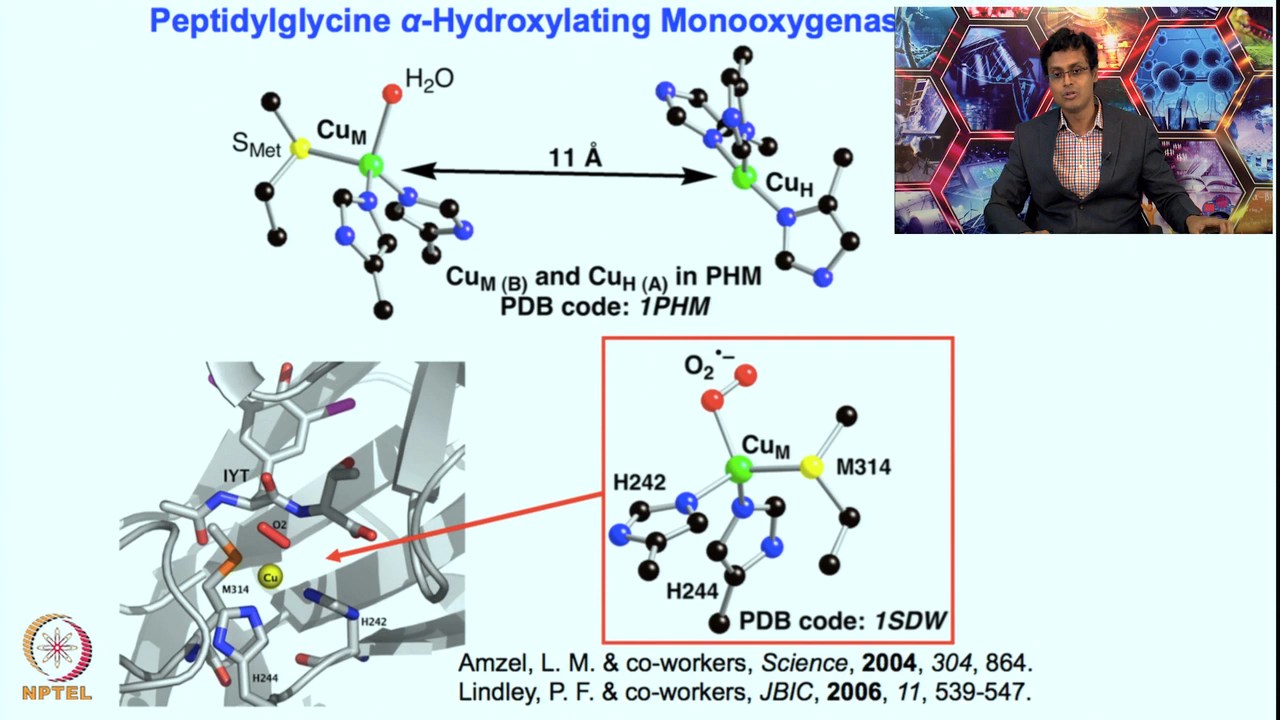 Peptidylglycine α-Hydroxylating Monooxygenas
H₂O
Cu_M
S_Met
11 Å
Cu_H
Cu_M (B) and Cu_H (A) in PHM
PDB code: 1PHM
O₂•−
Cu_M
M314
H242
H244
PDB code: 1SDW
IYT
O2
Cu
M314
H242
H244
NPTEL
Amzel, L. M. & co-workers, Science, 2004, 304, 864.
Lindley, P. F. & co-workers, JBIC, 2006, 11, 539-547.